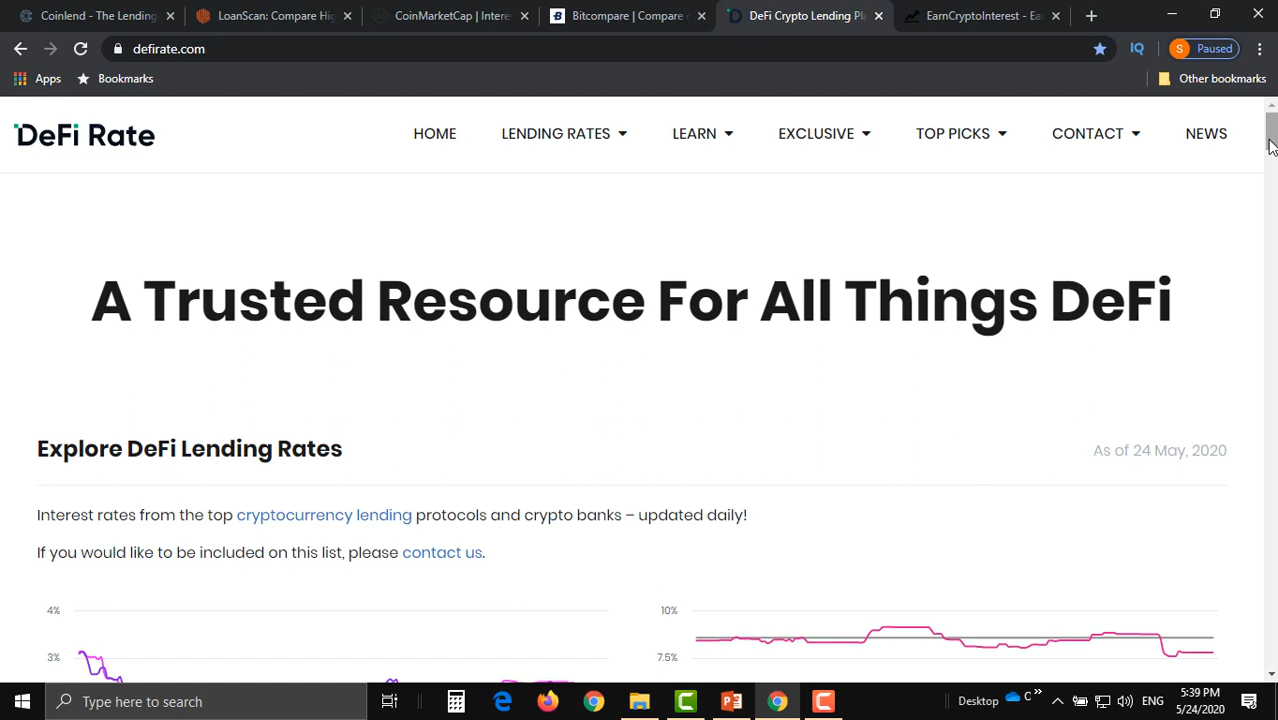 Coinlend - The Lending
LoanScan: Compare Hig
CoinMarketCap | Interes
Bitcompare | Compare c
DeFi Crypto Lending Pla
EarnCryptoInterest - Ear
defirate.com
IQ
S Paused
Apps
Bookmarks
Other bookmarks
DeFi Rate
HOME
LENDING RATES
LEARN
EXCLUSIVE
TOP PICKS
CONTACT
NEWS
A Trusted Resource For All Things DeFi
Explore DeFi Lending Rates
As of 24 May, 2020
Interest rates from the top cryptocurrency lending protocols and crypto banks – updated daily!
If you would like to be included on this list, please contact us.
4%
10%
3%
7.5%
Type here to search
Desktop
C
ENG
5:39 PM
5/24/2020